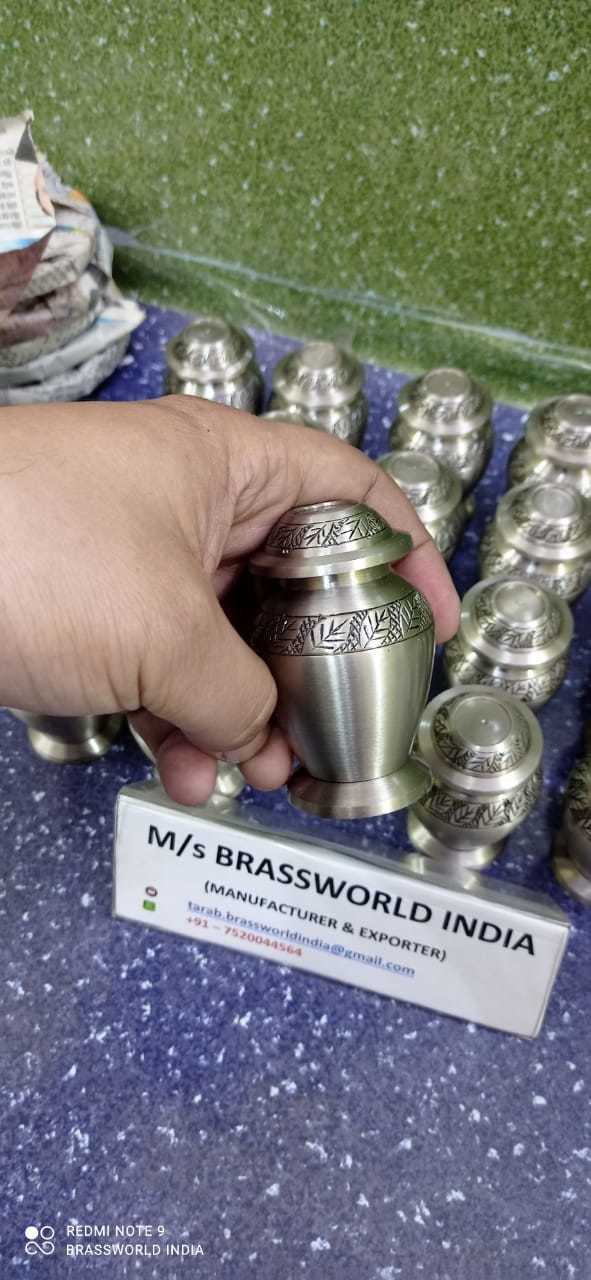 M/s BRASSWORLD INDIA
(MANUFACTURER & EXPORTER)
tarab.brassworldindia@gmail.com
+91 – 7520044564
REDMI NOTE 9
BRASSWORLD INDIA